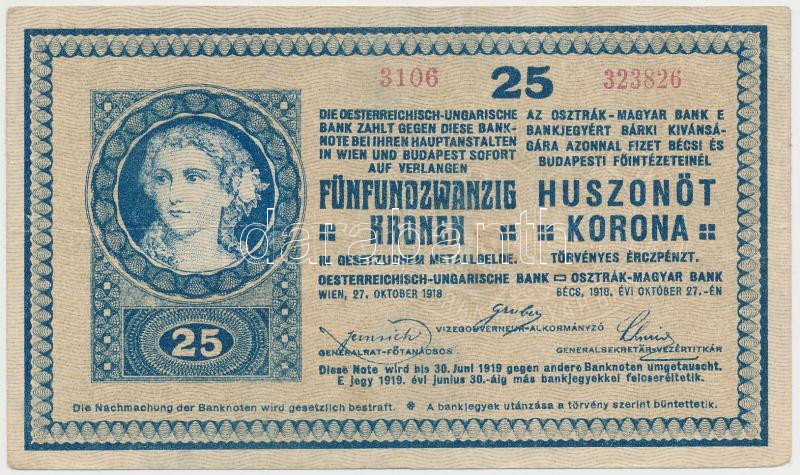 3106 25 323826
DIE OESTERREICHISCH-UNGARISCHE
BANK ZAHLT GEGEN DIESE BANK-
NOTE BEI IHREN HAUPTANSTALTEN
IN WIEN UND BUDAPEST SOFORT
AUF VERLANGEN
FÜNFUNDZWANZIG
KRONEN
IN GESETZLICHEM METALLGELDE.
OESTERREICHISCH-UNGARISCHE BANK
WIEN, 27. OKTOBER 1918
AZ OSZTRÁK-MAGYAR BANK E
BANKJEGYÉRT BÁRKI KIVÁNSÁ-
GÁRA AZONNAL FIZET BÉCSI ÉS
BUDAPESTI FŐINTÉZETEINÉL
HUSZONÖT
KORONA
TÖRVÉNYES ÉRCZPÉNZT.
OSZTRÁK-MAGYAR BANK
BÉCS, 1918. ÉVI OKTÓBER 27.-ÉN
darabanth
25
Gruber
VIZEGOUVERNEUR-ALKORMÁNYZÓ
GENERALRAT-FŐTANÁCSOS
GENERALSEKRETÄR-VEZÉRTITKÁR
Diese Note wird bis 30. Juni 1919 gegen andere Banknoten umgetauscht.
E jegy 1919. évi junius 30.-áig más bankjegyekkel felcseréltetik.
Die Nachmachung der Banknoten wird gesetzlich bestraft. ※ A bankjegyek utánzása a törvény szerint büntettetik.